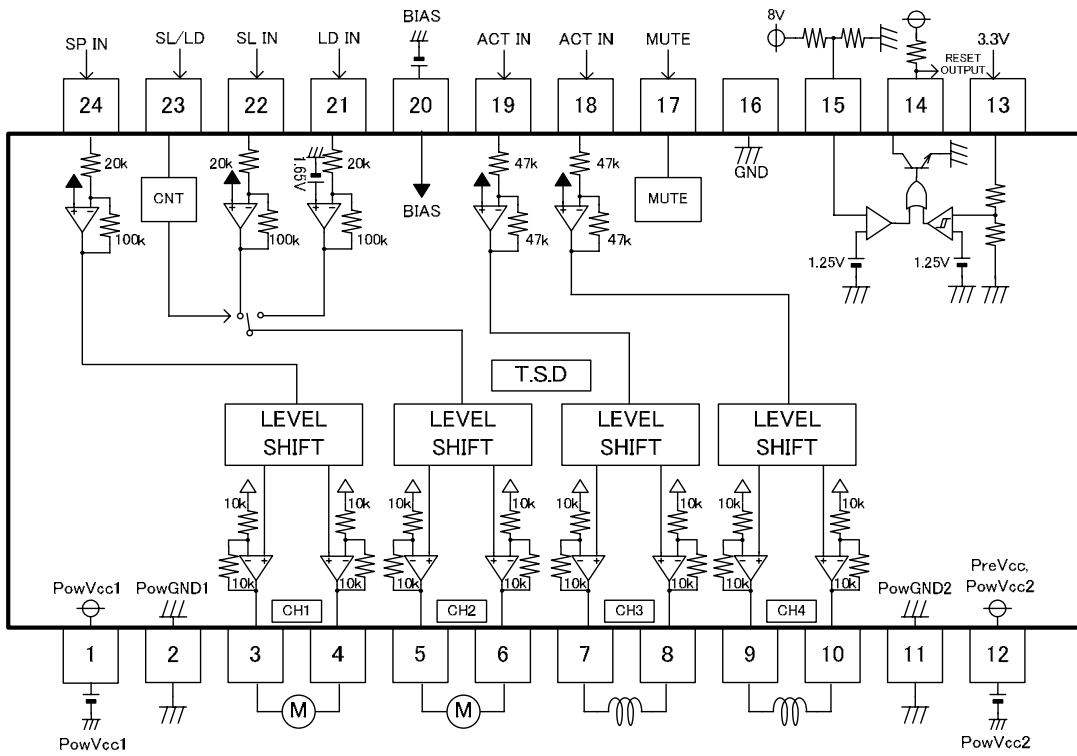 SP IN SL/LD SL IN LD IN BIAS ACT IN ACT IN MUTE 8V RESET OUTPUT 3.3V
24 23 22 21 20 19 18 17 16 15 14 13
20k 20k 1.65V 20k 47k 47k GND
CNT BIAS MUTE
100k 100k 100k 47k 47k
1.25V 1.25V
T.S.D
LEVEL SHIFT LEVEL SHIFT LEVEL SHIFT LEVEL SHIFT
10k 10k 10k 10k 10k 10k 10k 10k
10k 10k 10k 10k 10k 10k 10k 10k
PowVcc1 PowGND1 CH1 CH2 CH3 CH4 PowGND2 PreVcc, PowVcc2
1 2 3 4 5 6 7 8 9 10 11 12
M M
PowVcc1 PowVcc2